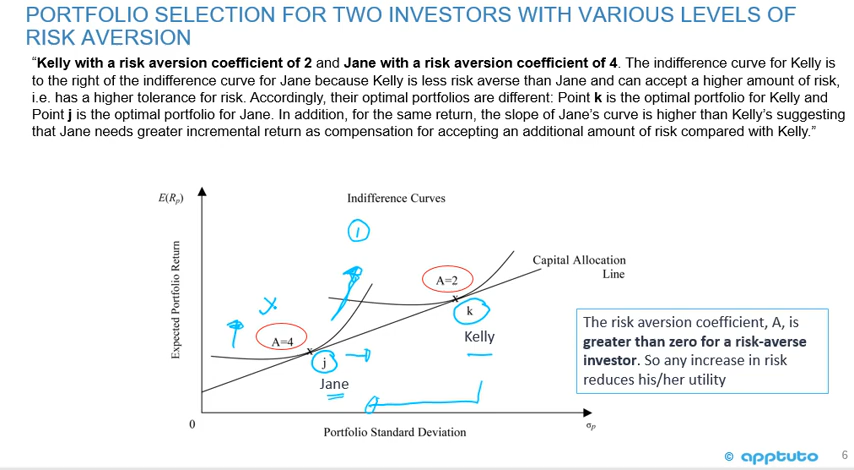 PORTFOLIO SELECTION FOR TWO INVESTORS WITH VARIOUS LEVELS OF
RISK AVERSION
“Kelly with a risk aversion coefficient of 2 and Jane with a risk aversion coefficient of 4. The indifference curve for Kelly is
to the right of the indifference curve for Jane because Kelly is less risk averse than Jane and can accept a higher amount of risk,
i.e. has a higher tolerance for risk. Accordingly, their optimal portfolios are different: Point k is the optimal portfolio for Kelly and
Point j is the optimal portfolio for Jane. In addition, for the same return, the slope of Jane’s curve is higher than Kelly’s suggesting
that Jane needs greater incremental return as compensation for accepting an additional amount of risk compared with Kelly.”
E(Rp)
Indifference Curves
1
Capital Allocation
Line
A=2
x
k
Kelly
Expected Portfolio Return
A=4
x
j
Jane
The risk aversion coefficient, A, is
greater than zero for a risk-averse
investor. So any increase in risk
reduces his/her utility
0
Portfolio Standard Deviation
σp
© apptuto
6